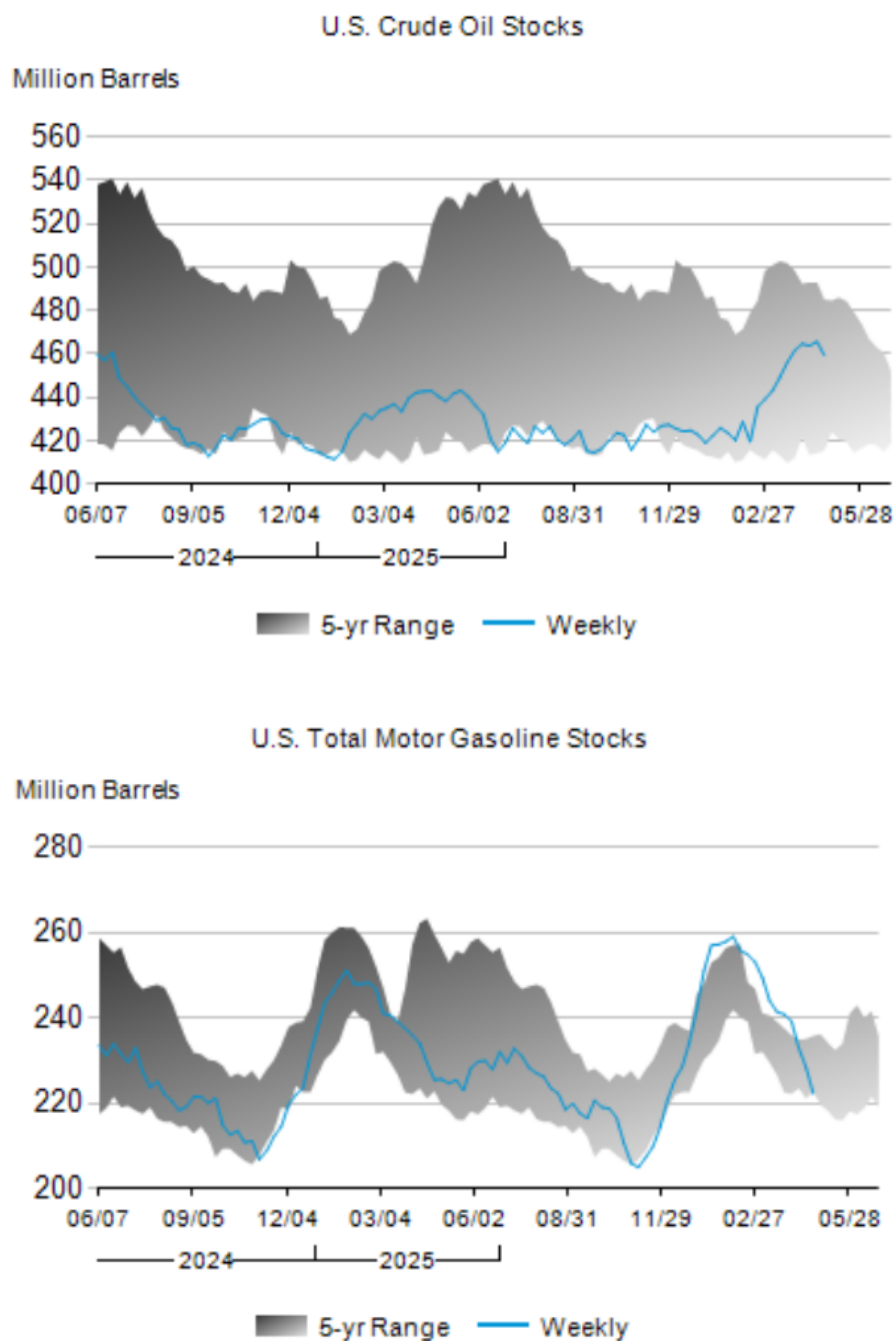 U.S. Crude Oil Stocks
Million Barrels
560
540
520
500
480
460
440
420
400
06/07 09/05 12/04 03/04 06/02 08/31 11/29 02/27 05/28
2024 2025
5-yr Range Weekly
U.S. Total Motor Gasoline Stocks
Million Barrels
280
260
240
220
200
06/07 09/05 12/04 03/04 06/02 08/31 11/29 02/27 05/28
2024 2025
5-yr Range Weekly